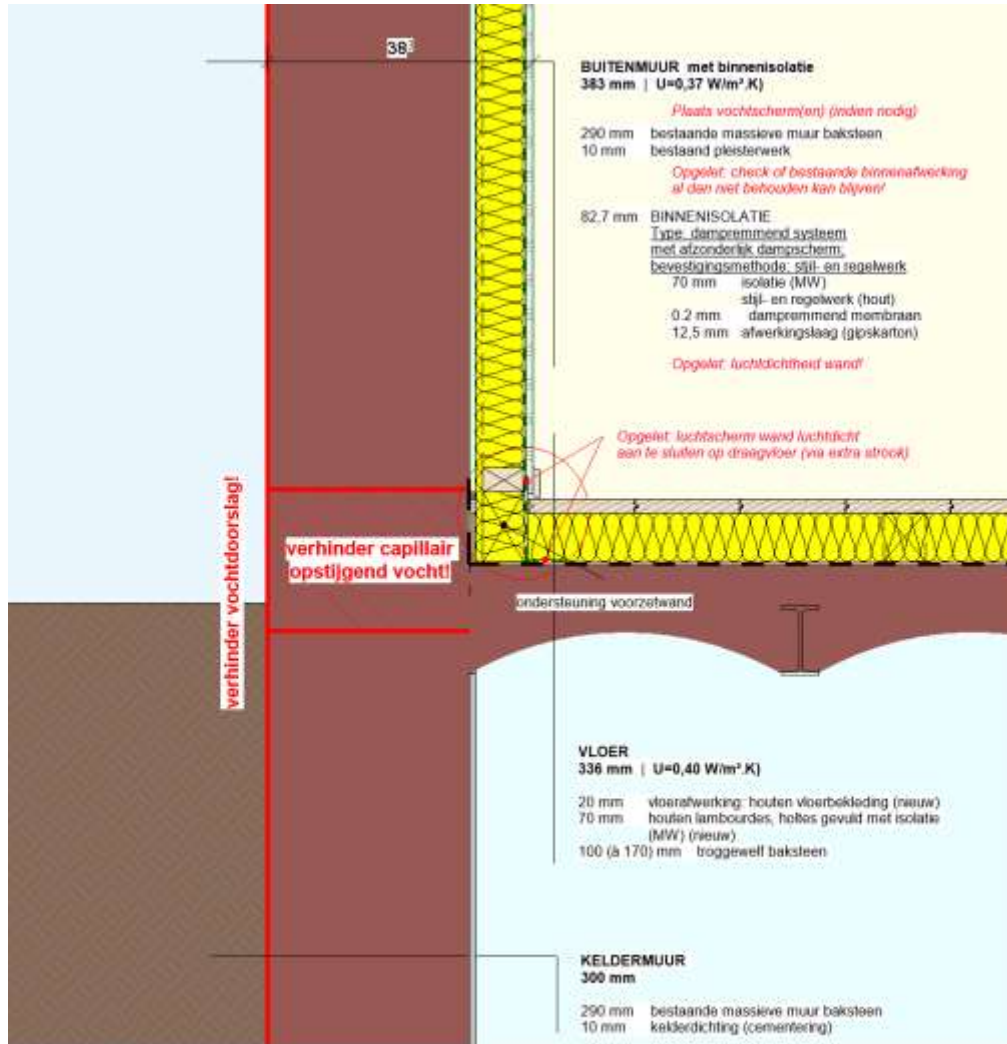 38³
BUITENMUUR met binnenisolatie
383 mm | U=0,37 W/m².K)
Plaats vochtscherm(en) (indien nodig)
290 mm bestaande massieve muur baksteen
10 mm bestaand pleisterwerk
Opgelet: check of bestaande binnenafwerking
al dan niet behouden kan blijven!
82,7 mm BINNENISOLATIE
Type: dampremmend systeem
met afzonderlijk dampscherm;
bevestigingsmethode: stijl- en regelwerk
70 mm isolatie (MW)
stijl- en regelwerk (hout)
0.2 mm dampremmend membraan
12,5 mm afwerkingslaag (gipskarton)
Opgelet: luchtdichtheid wand!
Opgelet: luchtscherm wand luchtdicht
aan te sluiten op draagvloer (via extra strook)
verhinder vochtdoorslag!
verhinder capillair
opstijgend vocht!
ondersteuning voorzetwand
VLOER
336 mm | U=0,40 W/m².K)
20 mm vloerafwerking: houten vloerbekleding (nieuw)
70 mm houten lambourdes, holtes gevuld met isolatie
(MW) (nieuw)
100 (à 170) mm troggewelf baksteen
KELDERMUUR
300 mm
290 mm bestaande massieve muur baksteen
10 mm kelderdichting (cementering)